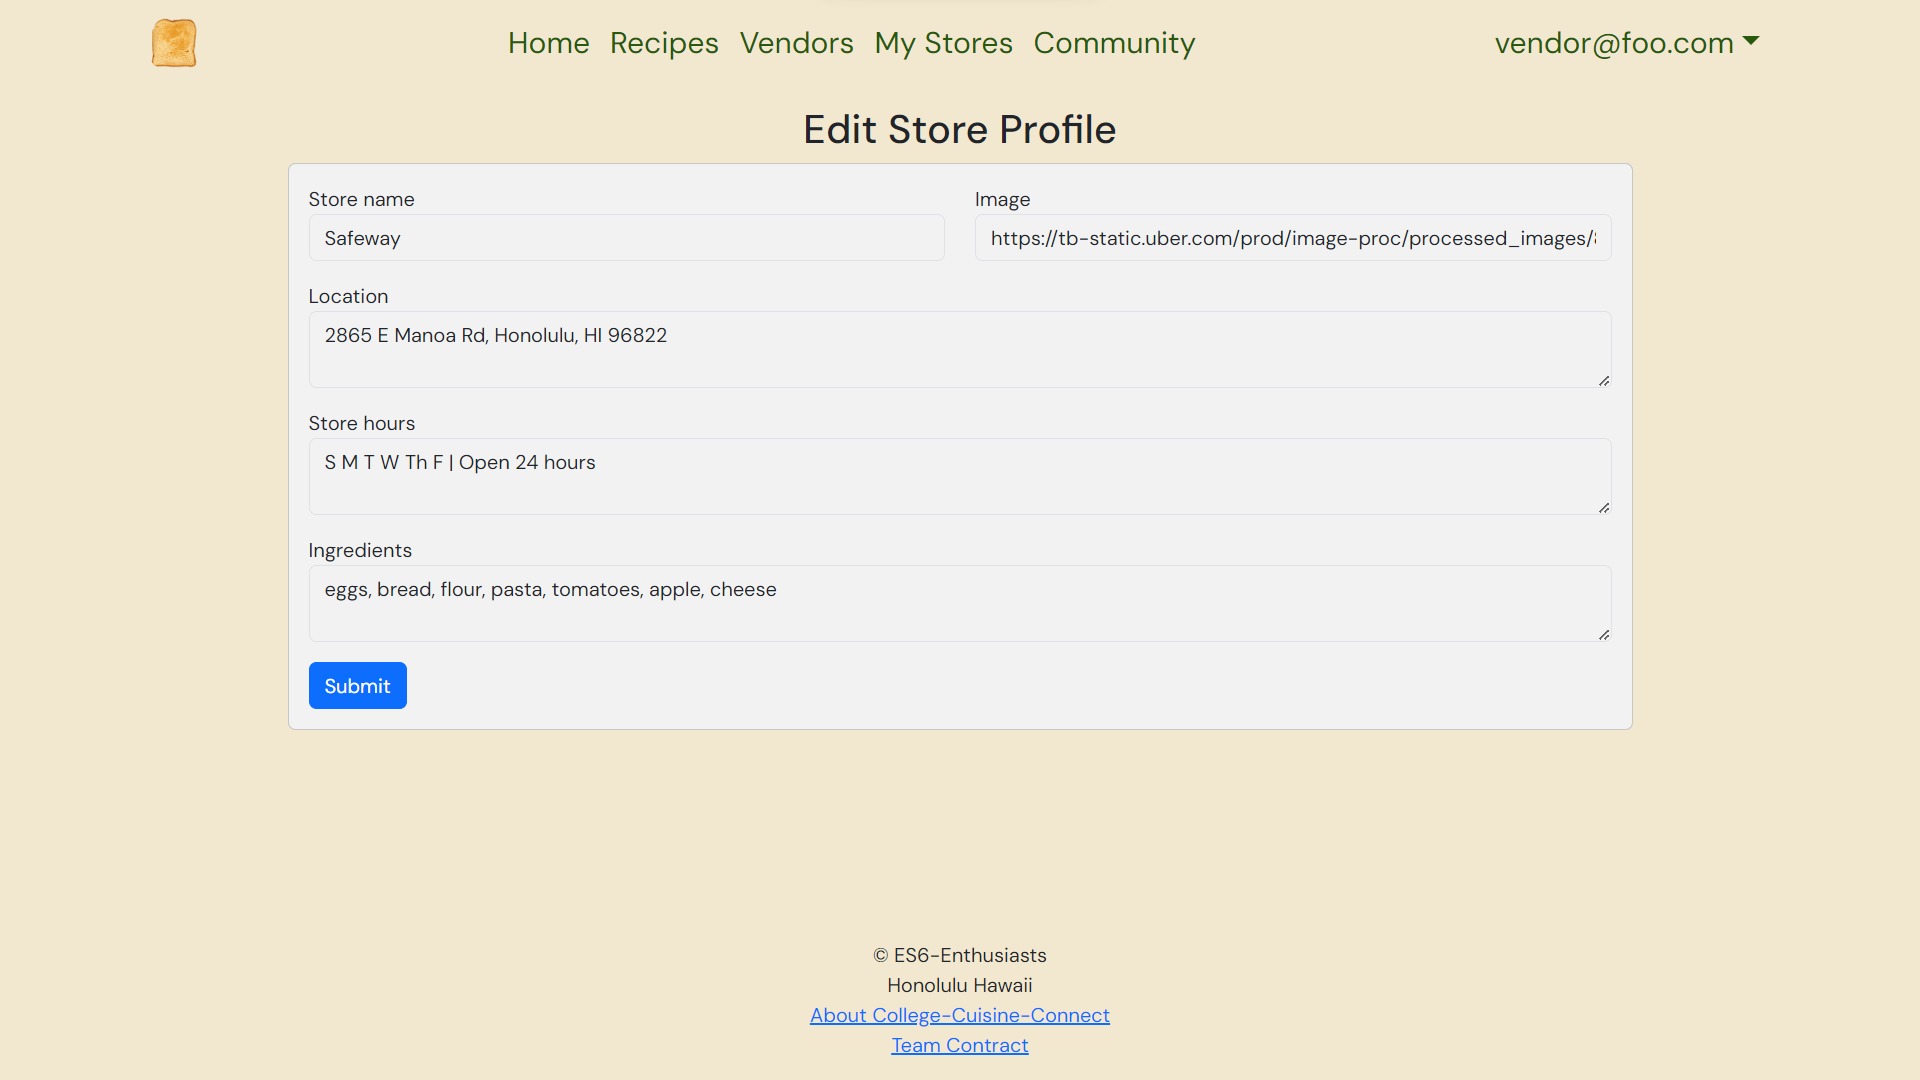 Home Recipes Vendors My Stores Community vendor@foo.com
Edit Store Profile
Store name
Safeway
Image
https://tb-static.uber.com/prod/image-proc/processed_images/
Location
2865 E Manoa Rd, Honolulu, HI 96822
Store hours
S M T W Th F | Open 24 hours
Ingredients
eggs, bread, flour, pasta, tomatoes, apple, cheese
Submit
© ES6-Enthusiasts
Honolulu Hawaii
About College-Cuisine-Connect
Team Contract